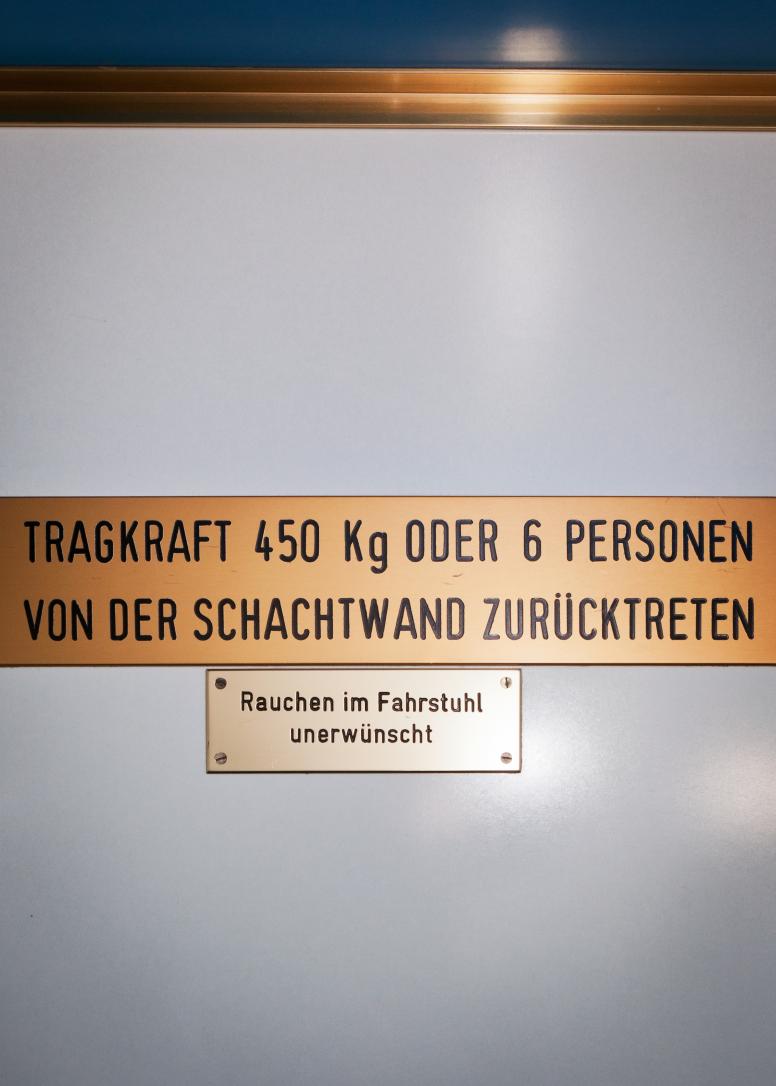 TRAGKRAFT 450 Kg ODER 6 PERSONEN
VON DER SCHACHTWAND ZURÜCKTRETEN
Rauchen im Fahrstuhl
unerwünscht